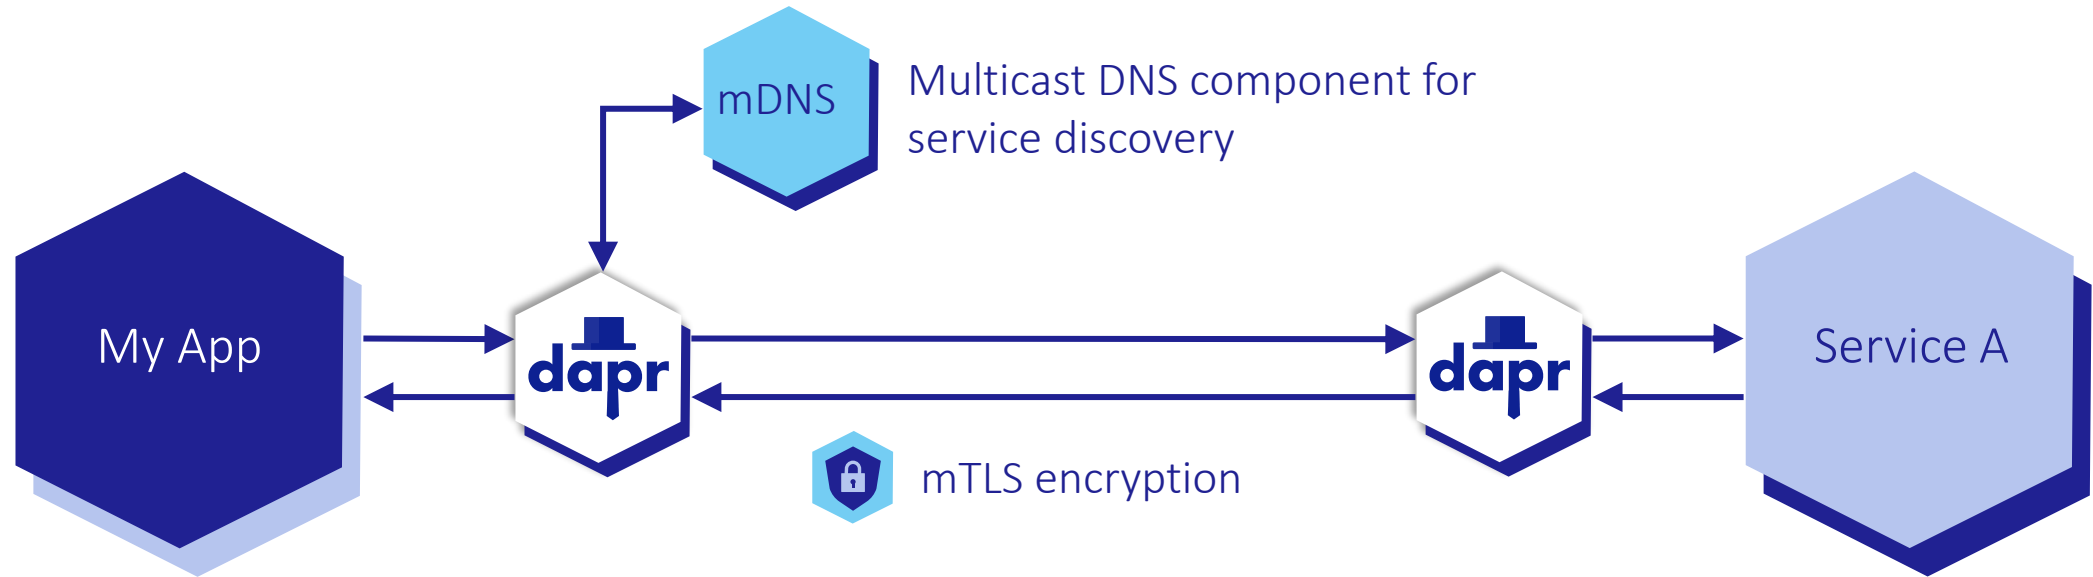 mDNS
Multicast DNS component for
service discovery
My App
dapr
dapr
Service A
mTLS encryption